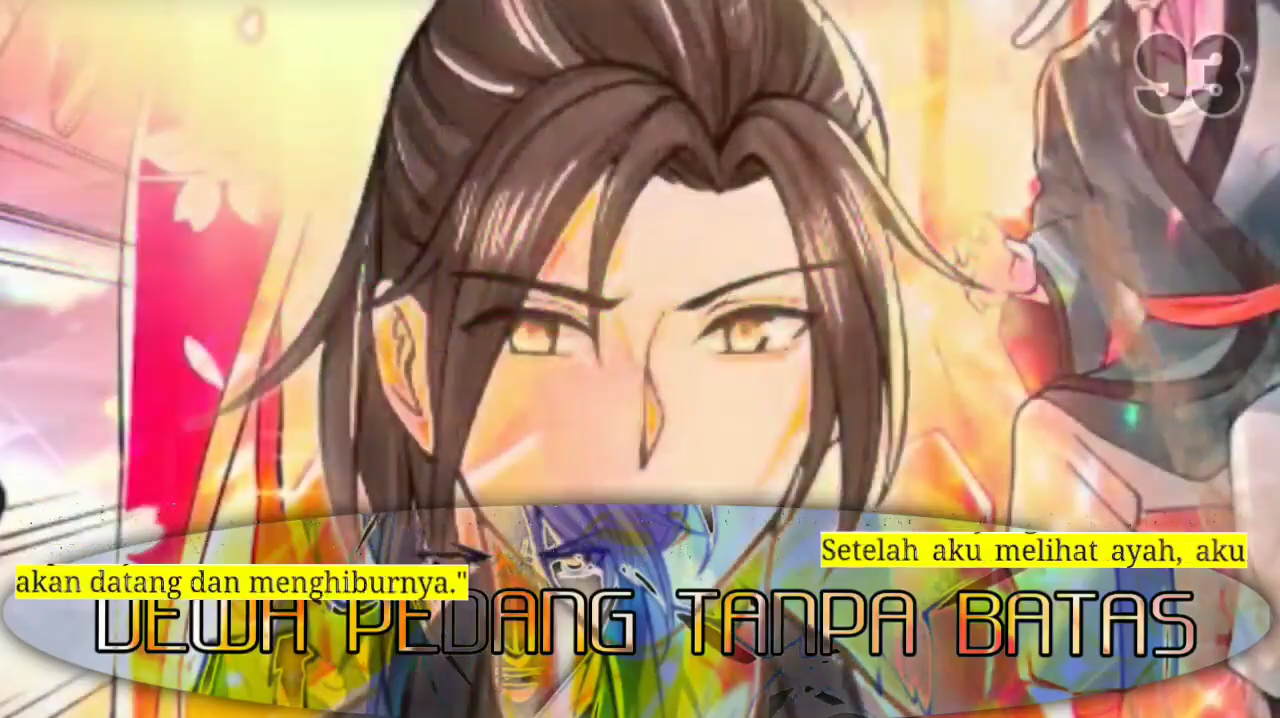 93
Setelah aku melihat ayah, aku
akan datang dan menghiburnya."
DEWA PEDANG TANPA BATAS